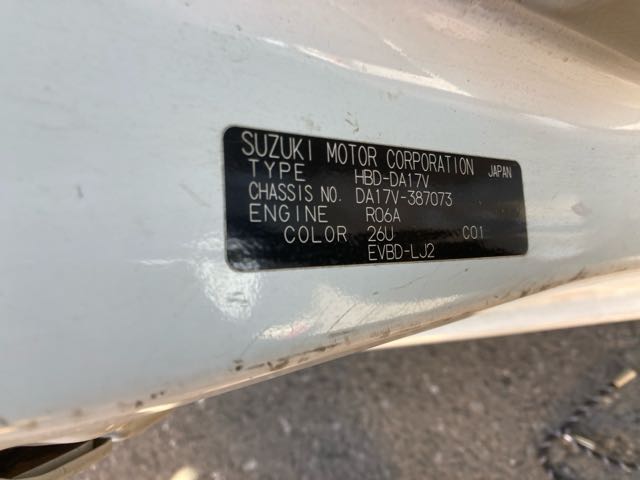 SUZUKI MOTOR CORPORATION JAPAN
TYPE HBD-DA17V
CHASSIS NO. DA17V-387073
ENGINE R06A
COLOR 26U C01
EVBD-LJ2